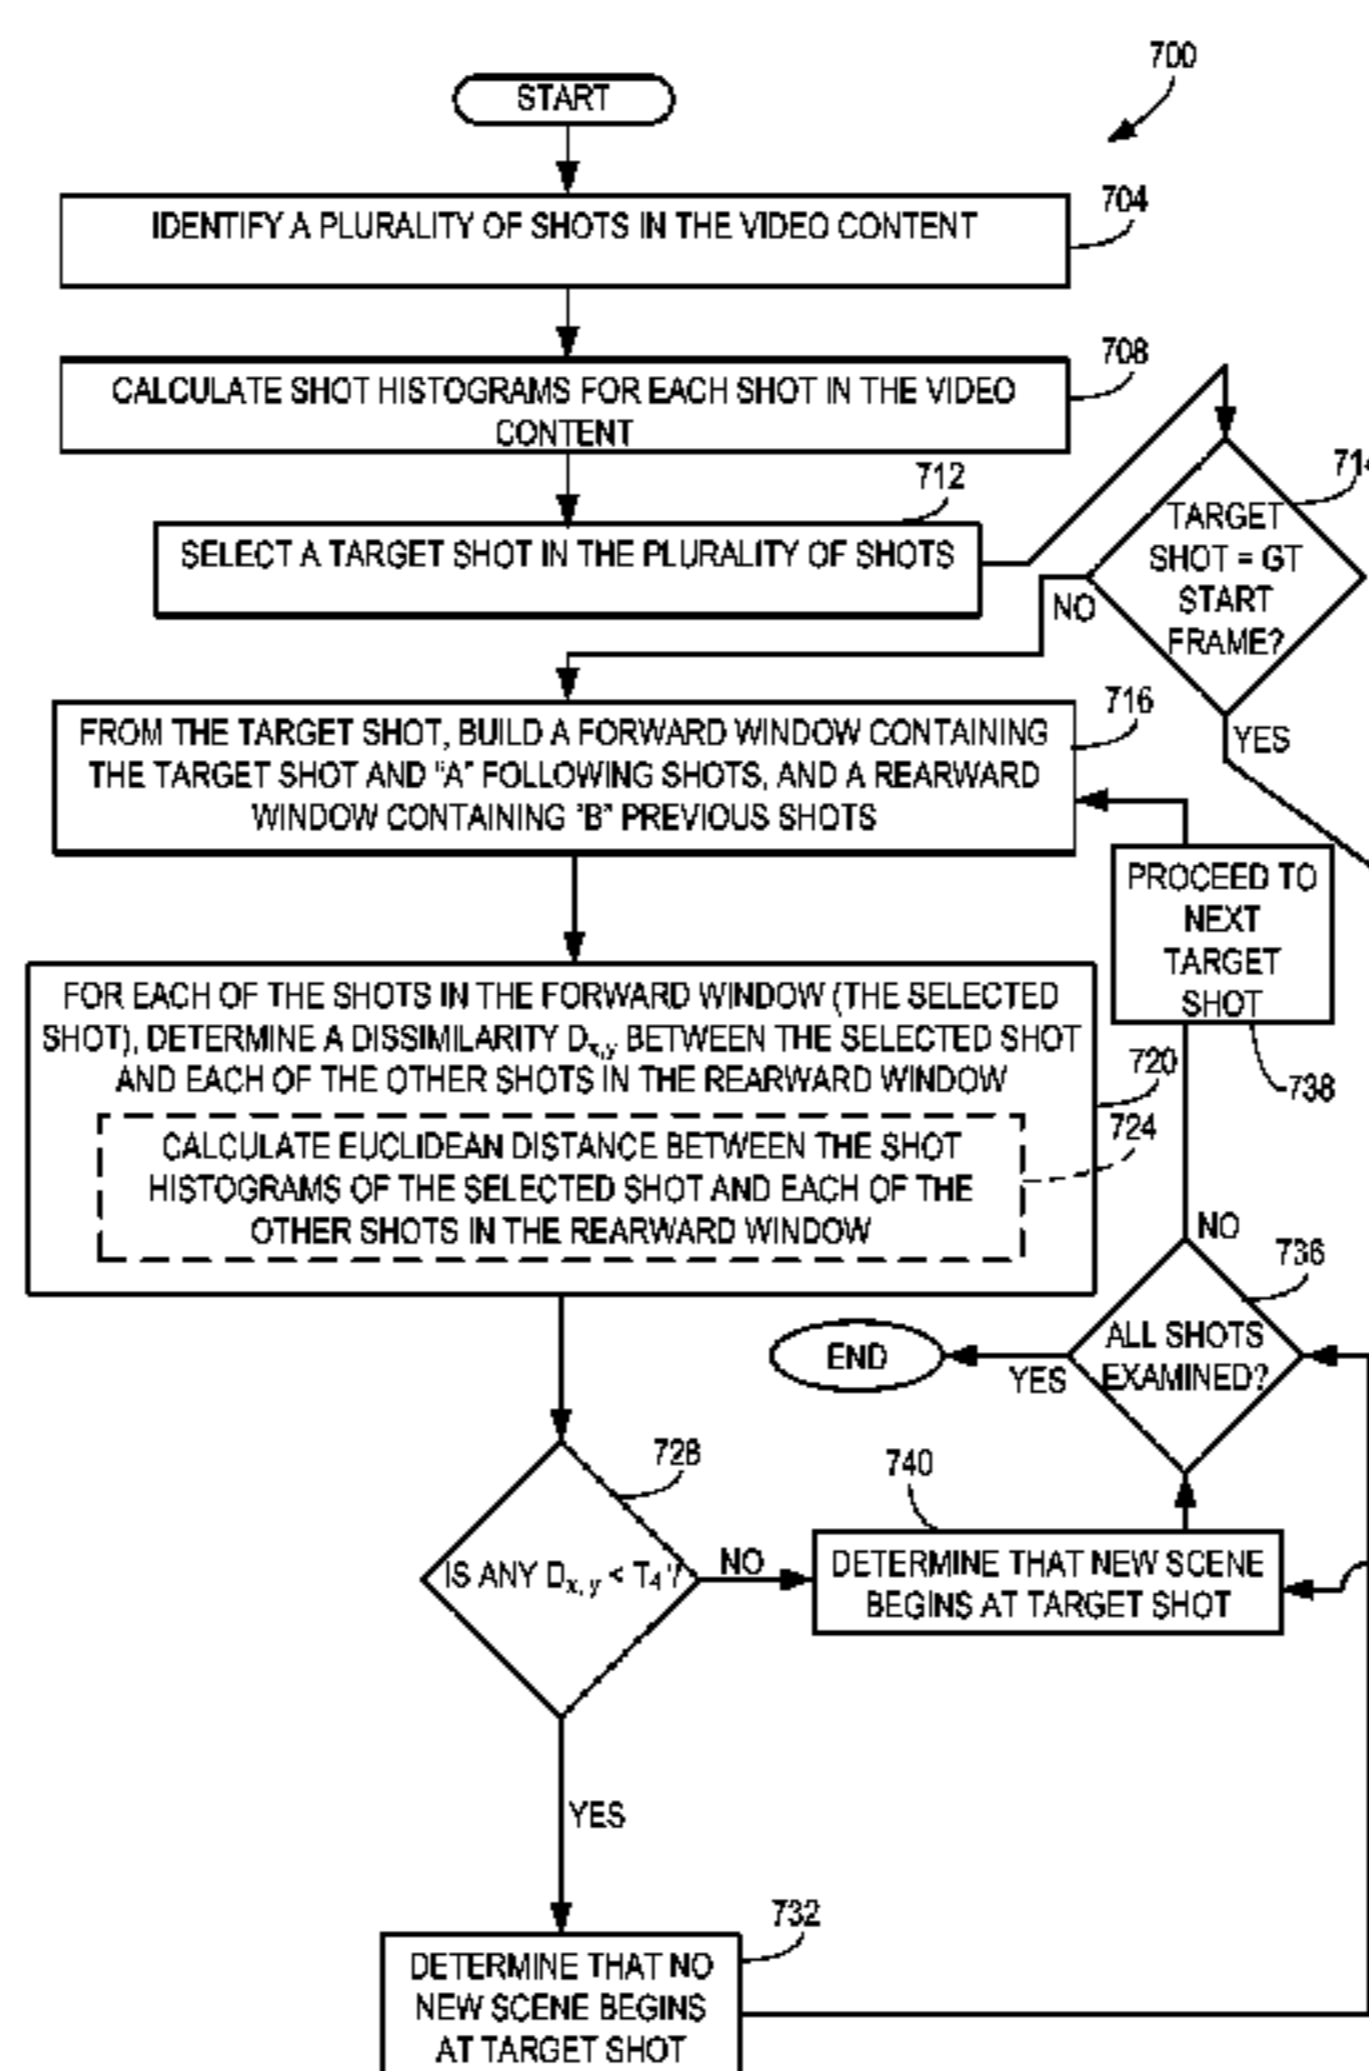 700
START
704
IDENTIFY A PLURALITY OF SHOTS IN THE VIDEO CONTENT
708
CALCULATE SHOT HISTOGRAMS FOR EACH SHOT IN THE VIDEO
CONTENT
712
SELECT A TARGET SHOT IN THE PLURALITY OF SHOTS
714
TARGET
SHOT = GT
START
FRAME?
NO
YES
716
FROM THE TARGET SHOT, BUILD A FORWARD WINDOW CONTAINING
THE TARGET SHOT AND "A" FOLLOWING SHOTS, AND A REARWARD
WINDOW CONTAINING "B" PREVIOUS SHOTS
PROCEED TO
NEXT
TARGET
SHOT
738
FOR EACH OF THE SHOTS IN THE FORWARD WINDOW (THE SELECTED
SHOT), DETERMINE A DISSIMILARITY Dx,y BETWEEN THE SELECTED SHOT
AND EACH OF THE OTHER SHOTS IN THE REARWARD WINDOW
720
724
CALCULATE EUCLIDEAN DISTANCE BETWEEN THE SHOT
HISTOGRAMS OF THE SELECTED SHOT AND EACH OF THE
OTHER SHOTS IN THE REARWARD WINDOW
NO
736
ALL SHOTS
EXAMINED?
YES
END
728
IS ANY Dx, y < T4?
NO
740
DETERMINE THAT NEW SCENE
BEGINS AT TARGET SHOT
YES
732
DETERMINE THAT NO
NEW SCENE BEGINS
AT TARGET SHOT